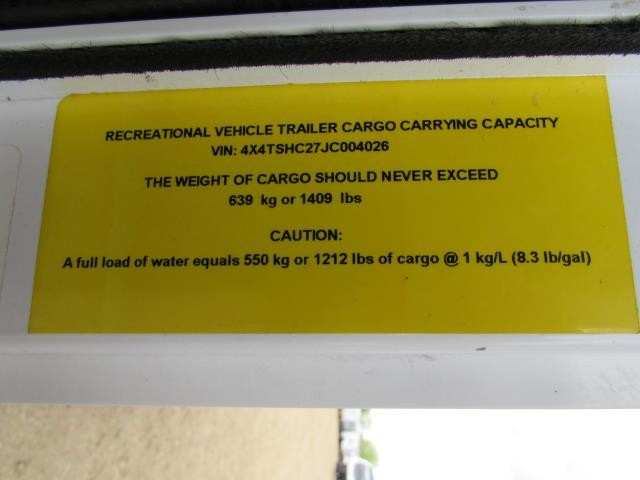 RECREATIONAL VEHICLE TRAILER CARGO CARRYING CAPACITY
VIN: 4X4TSHC27JC004026
THE WEIGHT OF CARGO SHOULD NEVER EXCEED
639 kg or 1409 lbs
CAUTION:
A full load of water equals 550 kg or 1212 lbs of cargo @ 1 kg/L (8.3 lb/gal)